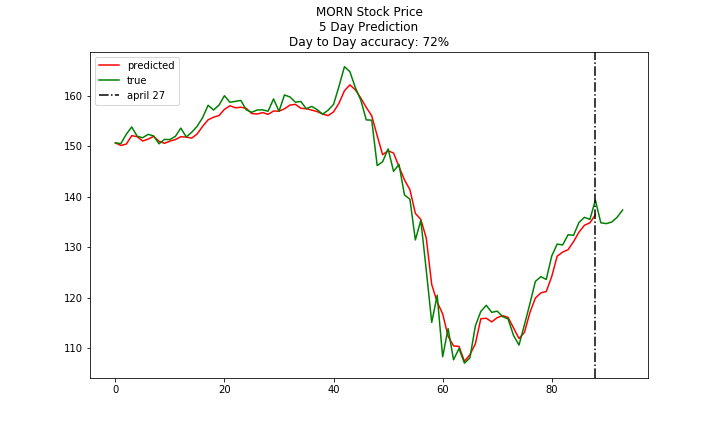 MORN Stock Price
5 Day Prediction
Day to Day accuracy: 72%
predicted
true
april 27
160
150
140
130
120
110
0
20
40
60
80